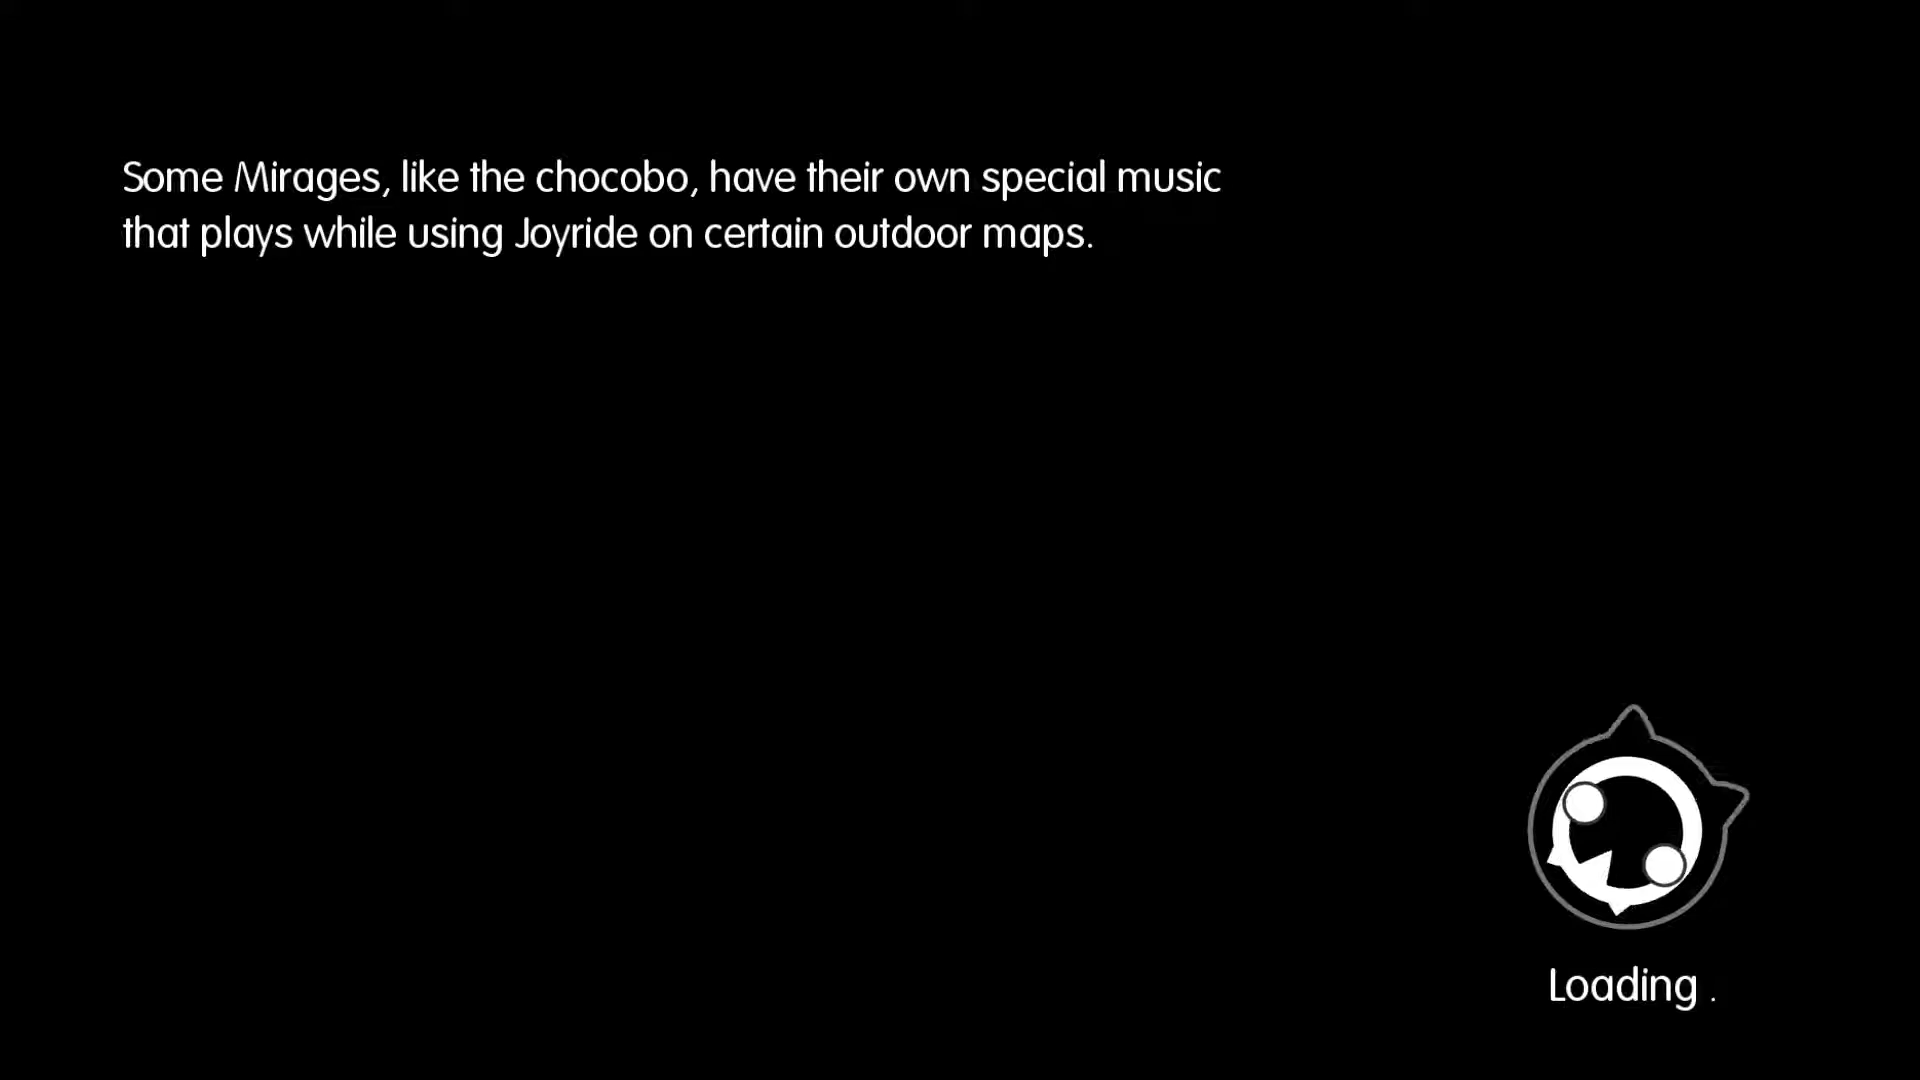 Some Mirages, like the chocobo, have their own special music
that plays while using Joyride on certain outdoor maps.
Loading .